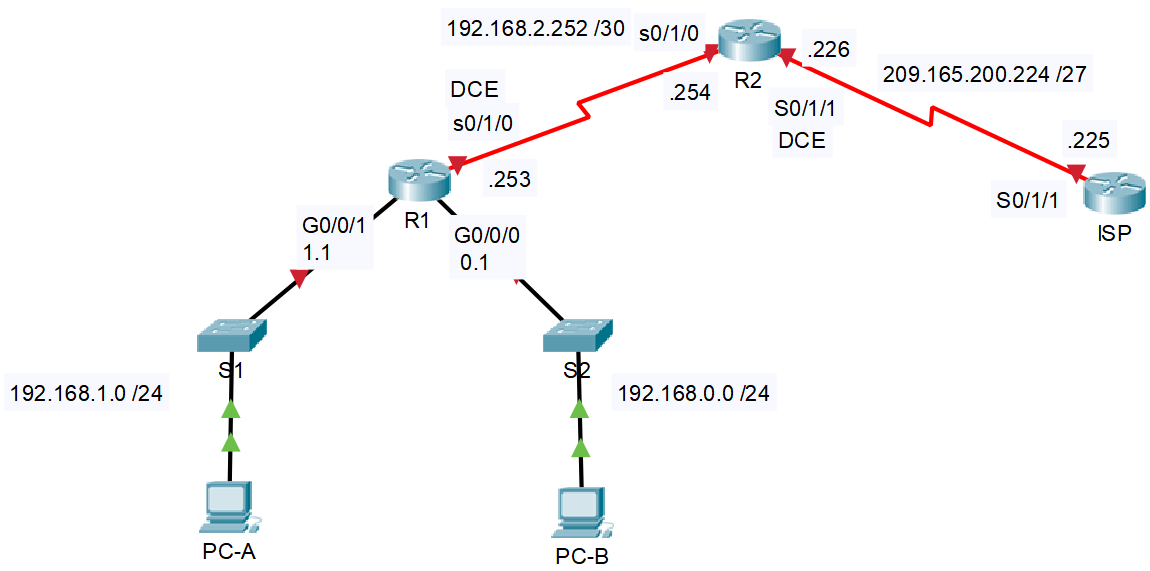 192.168.2.252 /30
s0/1/0
R2
.226
209.165.200.224 /27
DCE
s0/1/0
.254
S0/1/1
DCE
.225
S0/1/1
ISP
.253
R1
G0/0/1
1.1
G0/0/0
0.1
S1
S2
192.168.1.0 /24
192.168.0.0 /24
PC-A
PC-B